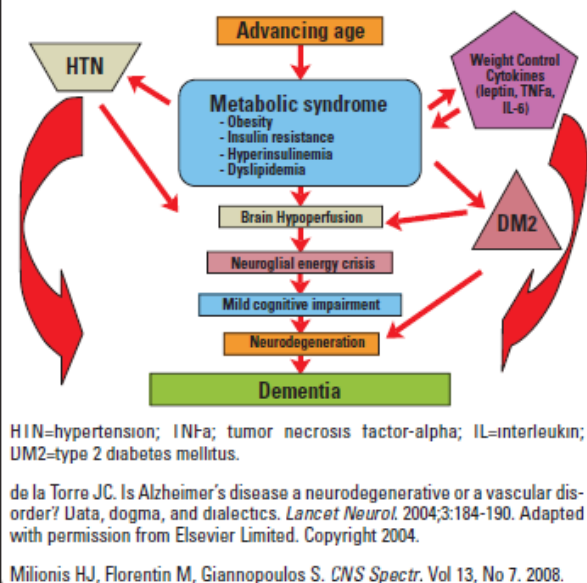 Advancing age
HTN
Weight Control
Cytokines
(leptin, TNFa,
IL-6)
Metabolic syndrome
- Obesity
- Insulin resistance
- Hyperinsulinemia
- Dyslipidemia
Brain Hypoperfusion
DM2
Neuroglial energy crisis
Mild cognitive impairment
Neurodegeneration
Dementia
HTN=hypertension; TNFa; tumor necrosis factor-alpha; IL=interleukin;
DM2=type 2 diabetes mellitus.
de la Torre JC. Is Alzheimer's disease a neurodegenerative or a vascular dis-
order? Data, dogma, and dialectics. Lancet Neurol. 2004;3:184-190. Adapted
with permission from Elsevier Limited. Copyright 2004.
Milionis HJ, Florentin M, Giannopoulos S. CNS Spectr. Vol 13, No 7. 2008.